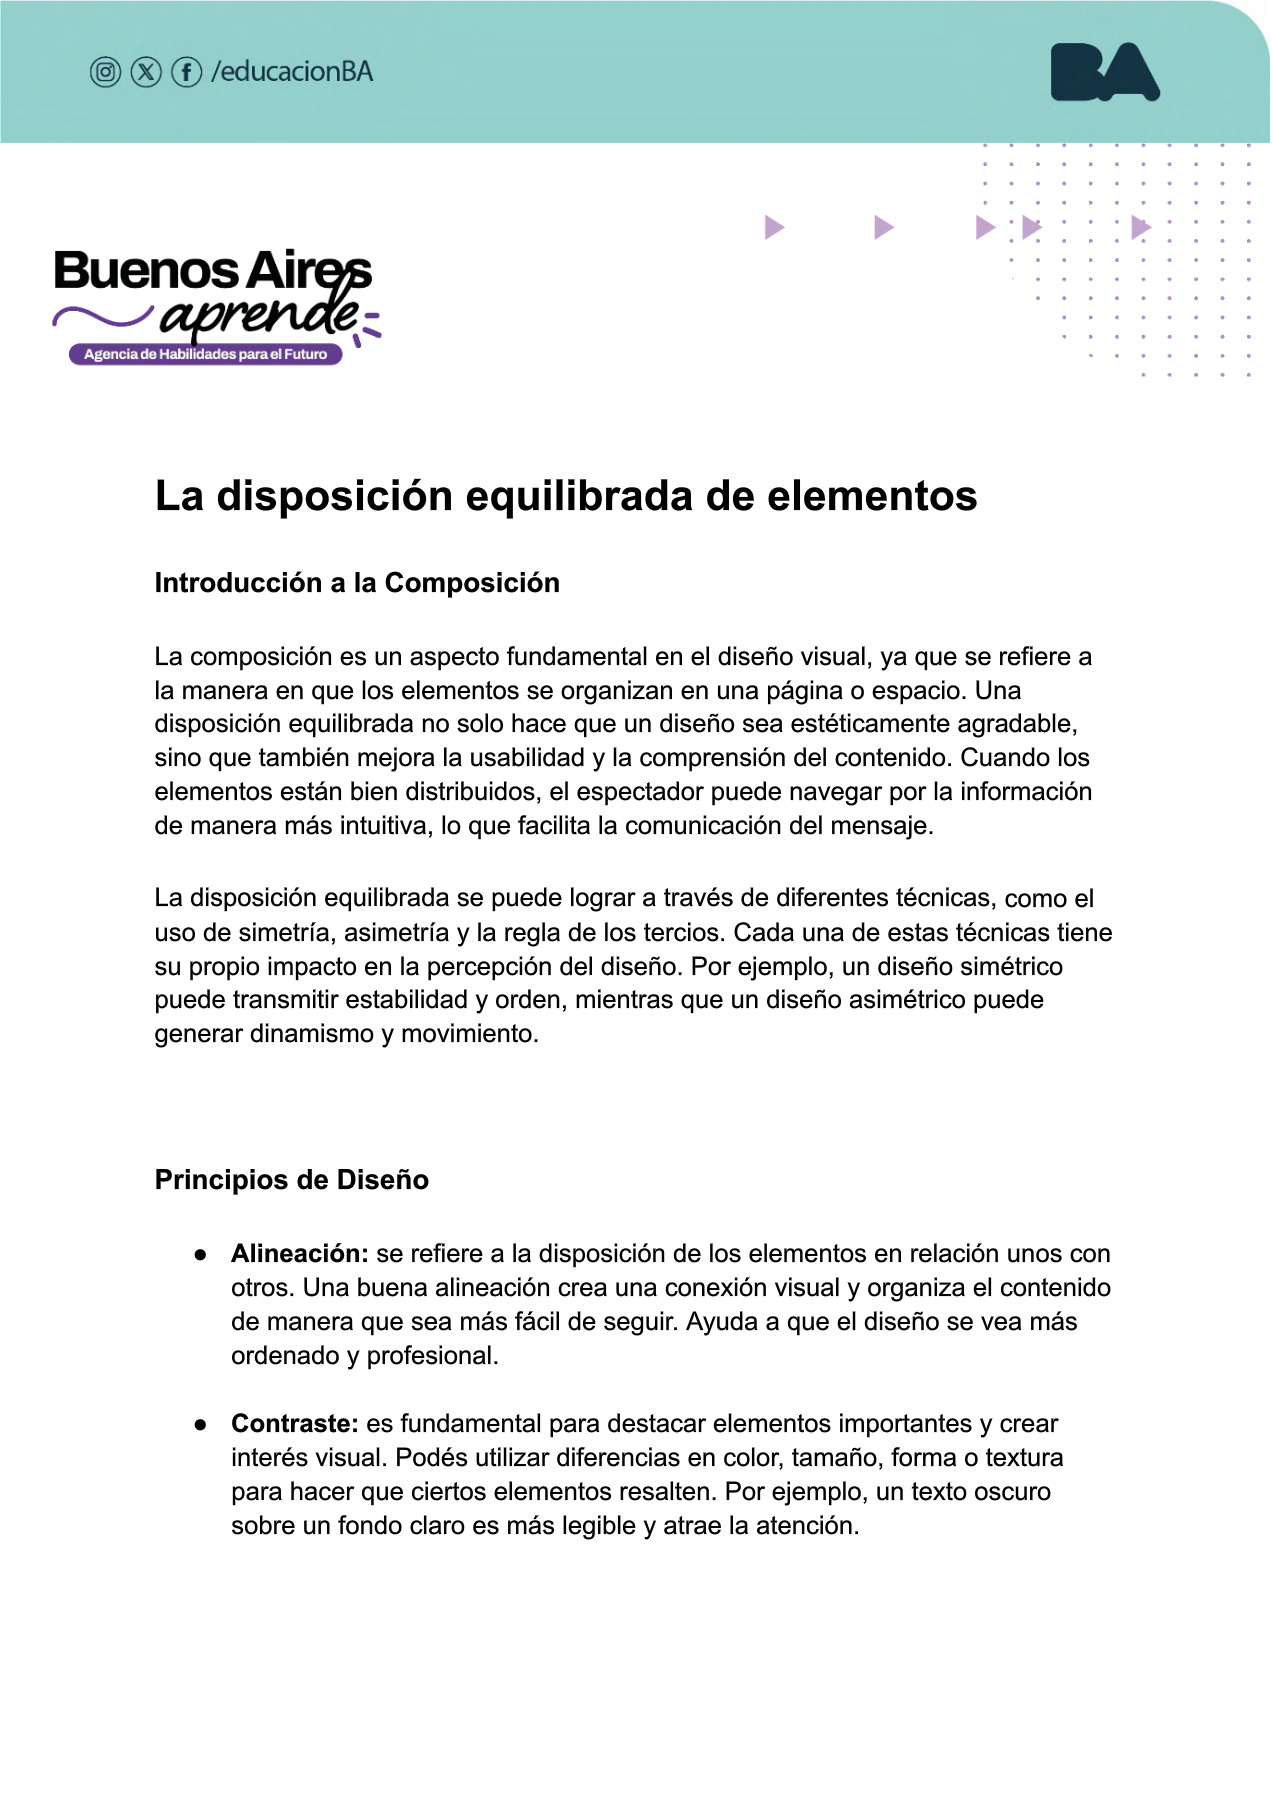 /educacionBA
BA
Buenos Aires
aprende
Agencia de Habilidades para el Futuro
La disposición equilibrada de elementos
Introducción a la Composición
La composición es un aspecto fundamental en el diseño visual, ya que se refiere a
la manera en que los elementos se organizan en una página o espacio. Una
disposición equilibrada no solo hace que un diseño sea estéticamente agradable,
sino que también mejora la usabilidad y la comprensión del contenido. Cuando los
elementos están bien distribuidos, el espectador puede navegar por la información
de manera más intuitiva, lo que facilita la comunicación del mensaje.
La disposición equilibrada se puede lograr a través de diferentes técnicas, como el
uso de simetría, asimetría y la regla de los tercios. Cada una de estas técnicas tiene
su propio impacto en la percepción del diseño. Por ejemplo, un diseño simétrico
puede transmitir estabilidad y orden, mientras que un diseño asimétrico puede
generar dinamismo y movimiento.
Principios de Diseño
● Alineación: se refiere a la disposición de los elementos en relación unos con
otros. Una buena alineación crea una conexión visual y organiza el contenido
de manera que sea más fácil de seguir. Ayuda a que el diseño se vea más
ordenado y profesional.
● Contraste: es fundamental para destacar elementos importantes y crear
interés visual. Podés utilizar diferencias en color, tamaño, forma o textura
para hacer que ciertos elementos resalten. Por ejemplo, un texto oscuro
sobre un fondo claro es más legible y atrae la atención.